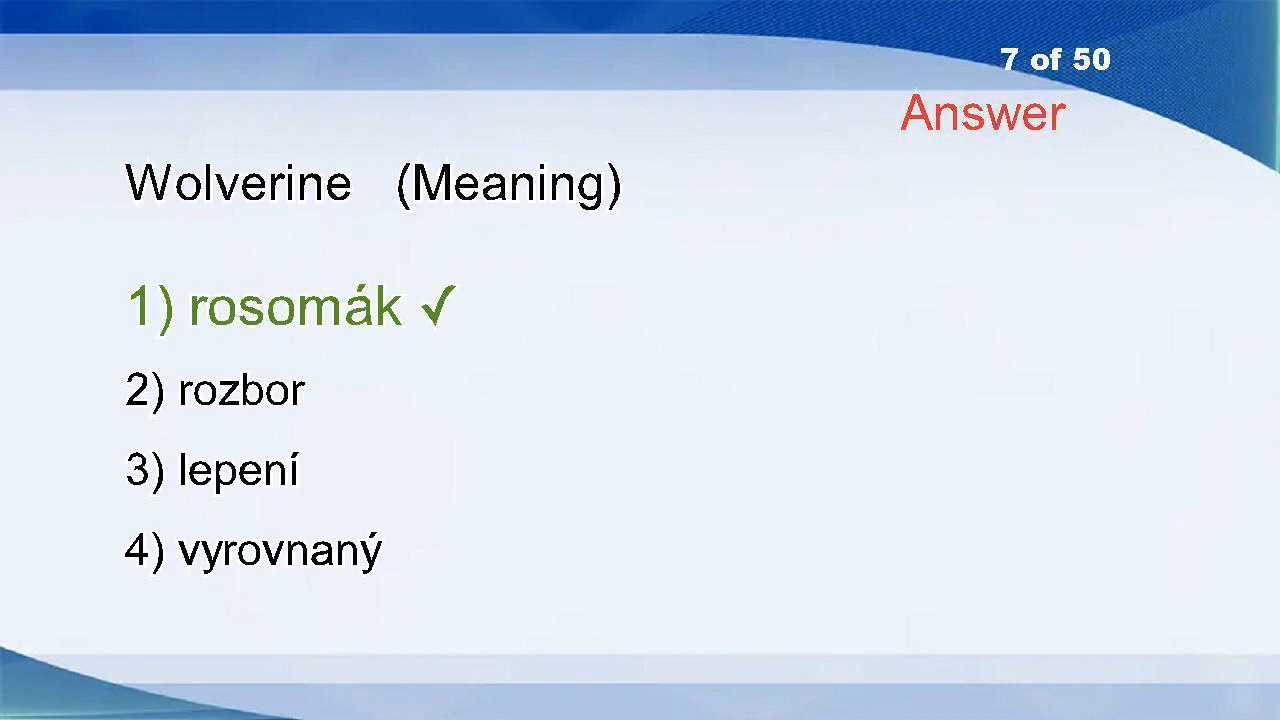 7 of 50
Answer
Wolverine (Meaning)
1) rosomák ✓
2) rozbor
3) lepení
4) vyrovnaný